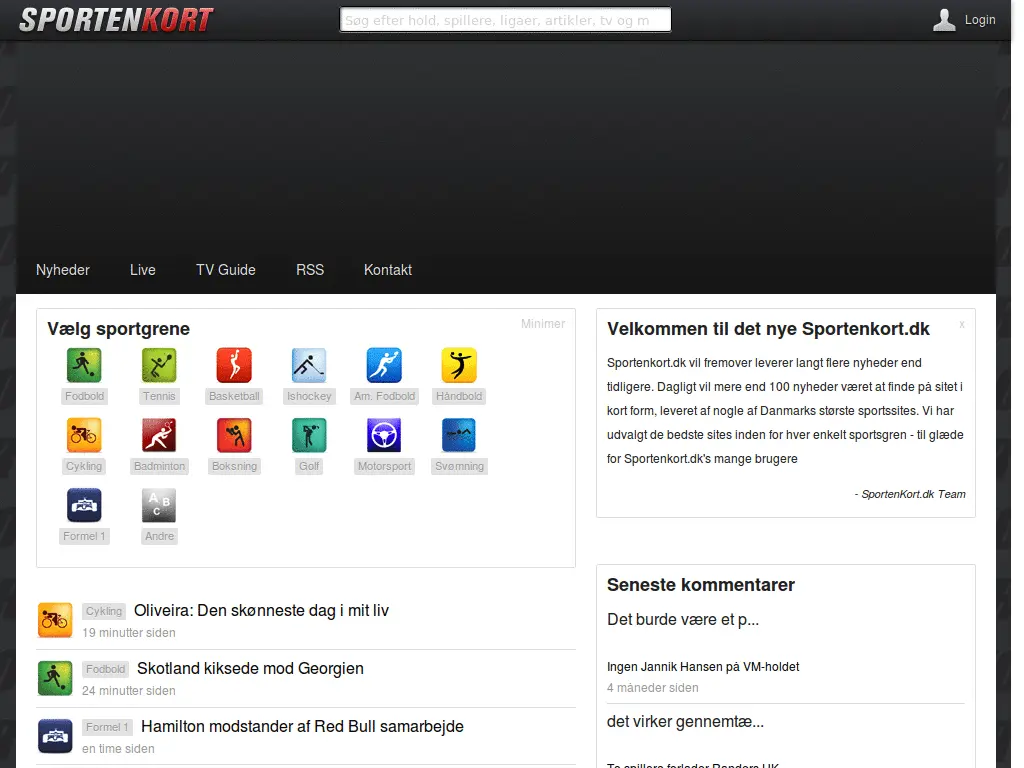 SPORTENKORT
Søg efter hold, spillere, ligaer, artikler, tv og m
Login
Nyheder Live TV Guide RSS Kontakt
Vælg sportgrene
Minimer
Fodbold Tennis Basketball Ishockey Am. Fodbold Håndbold
Cykling Badminton Boksning Golf Motorsport Svømning
A B C
Formel 1 Andre
Cykling Oliveira: Den skønneste dag i mit liv
19 minutter siden
Fodbold Skotland kiksede mod Georgien
24 minutter siden
Formel 1 Hamilton modstander af Red Bull samarbejde
en time siden
Velkommen til det nye Sportenkort.dk
x
Sportenkort.dk vil fremover leverer langt flere nyheder end
tidligere. Dagligt vil mere end 100 nyheder været at finde på sitet i
kort form, leveret af nogle af Danmarks største sportssites. Vi har
udvalgt de bedste sites inden for hver enkelt sportsgren - til glæde
for Sportenkort.dk's mange brugere
- SportenKort.dk Team
Seneste kommentarer
Det burde være et p...
Ingen Jannik Hansen på VM-holdet
4 måneder siden
det virker gennemtæ...
To spillere forlader Randers HK